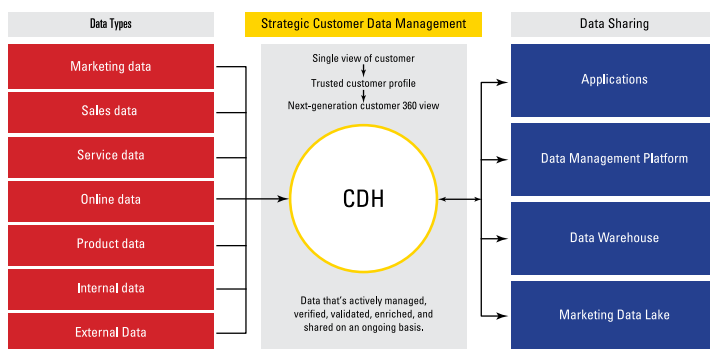 Data Types
Strategic Customer Data Management
Data Sharing
Marketing data
Sales data
Service data
Online data
Product data
Internal data
External Data
Single view of customer
Trusted customer profile
Next-generation customer 360 view
CDH
Data that's actively managed,
verified, validated, enriched, and
shared on an ongoing basis.
Applications
Data Management Platform
Data Warehouse
Marketing Data Lake